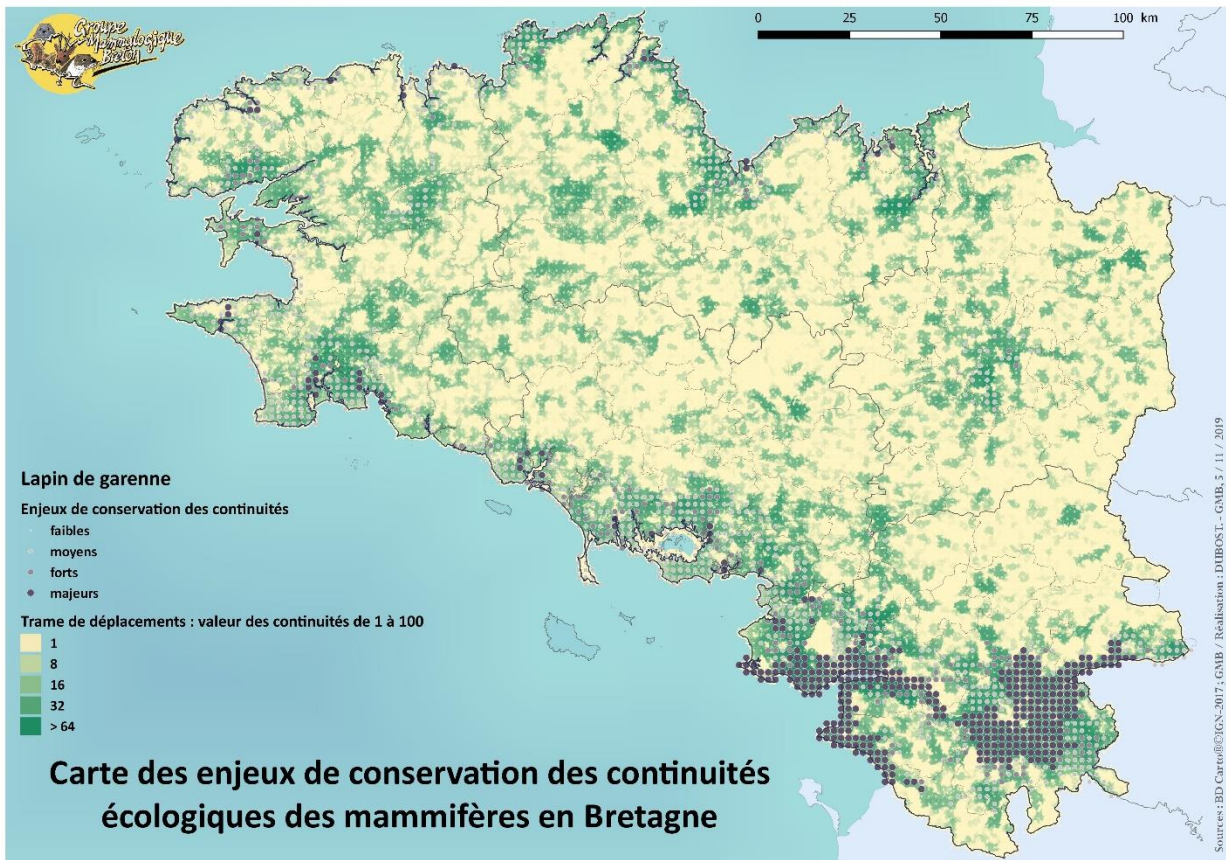 Groupe
Mammalogique
Breton
0 25 50 75 100 km
Lapin de garenne
Enjeux de conservation des continuités
faibles
moyens
forts
majeurs
Trame de déplacements : valeur des continuités de 1 à 100
1
8
16
32
> 64
Carte des enjeux de conservation des continuités
écologiques des mammifères en Bretagne
Sources : BD Carto®©IGN-2017 ; GMB / Réalisation : DUBOST. - GMB, 5 / 11 / 2019